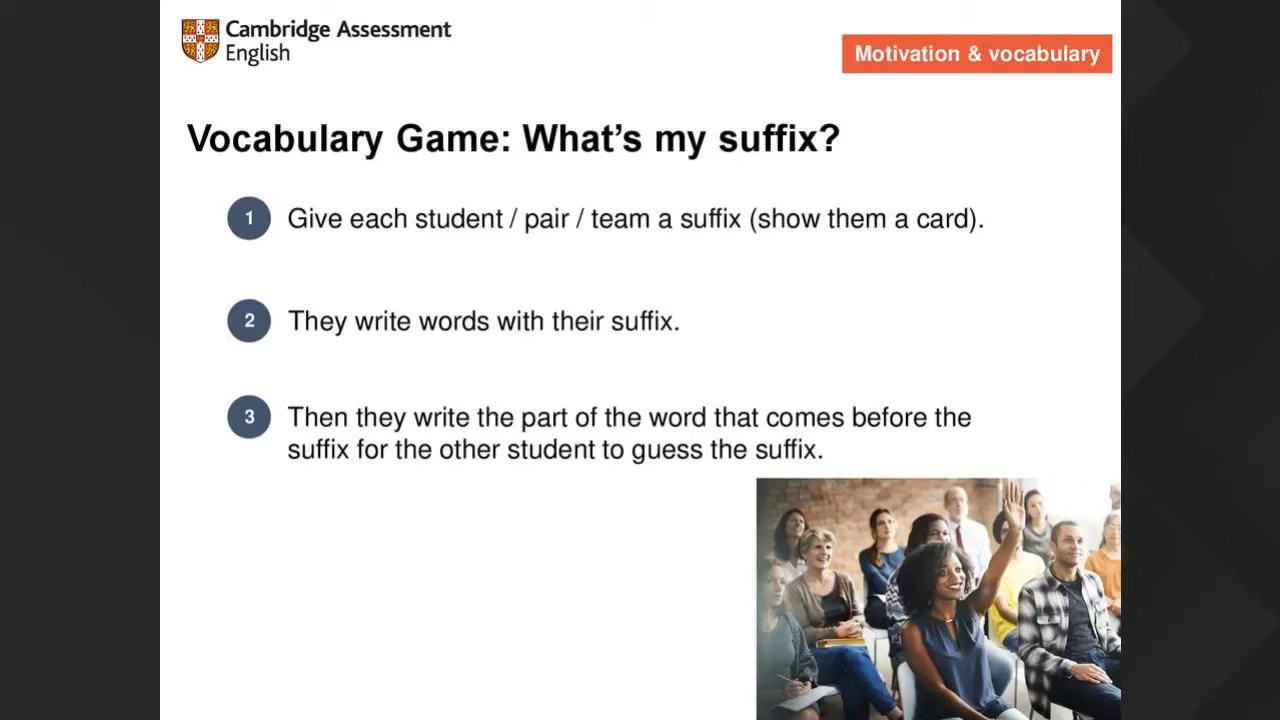 Cambridge Assessment
English
Motivation & vocabulary
Vocabulary Game: What's my suffix?
1 Give each student / pair / team a suffix (show them a card).
2 They write words with their suffix.
3 Then they write the part of the word that comes before the
suffix for the other student to guess the suffix.